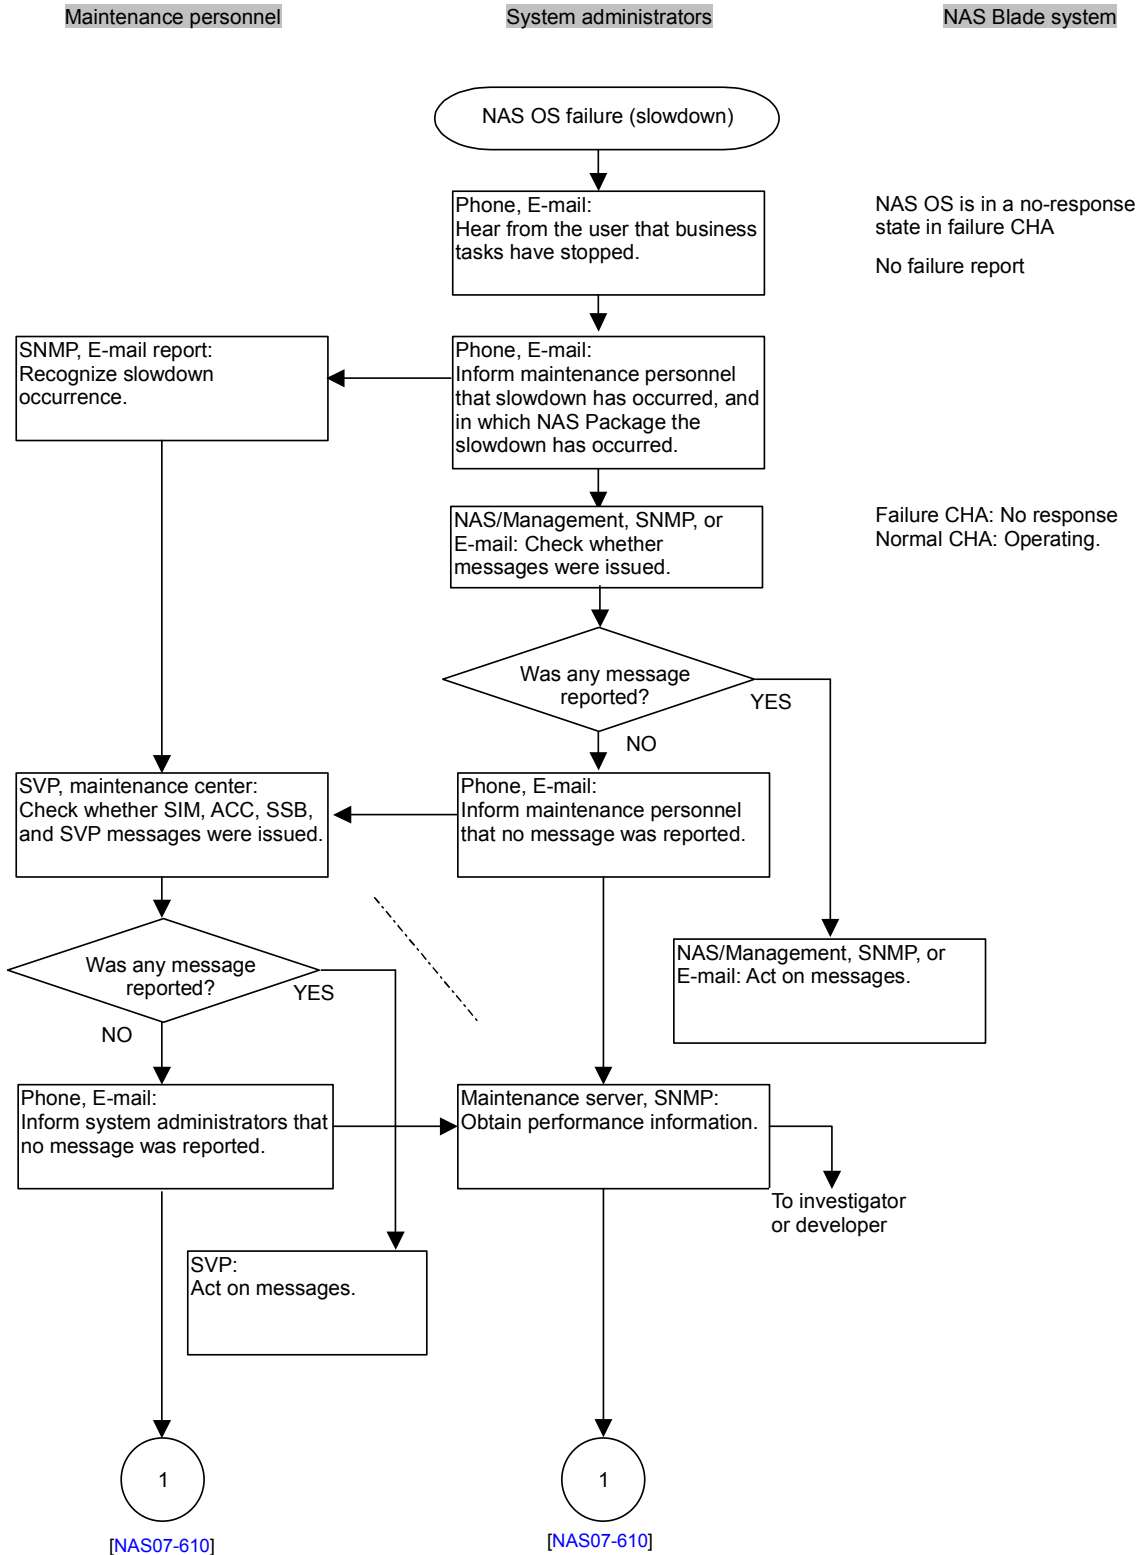 Maintenance personnel
System administrators
NAS Blade system
NAS OS failure (slowdown)
Phone, E-mail:
Hear from the user that business
tasks have stopped.
NAS OS is in a no-response
state in failure CHA
No failure report
SNMP, E-mail report:
Recognize slowdown
occurrence.
Phone, E-mail:
Inform maintenance personnel
that slowdown has occurred, and
in which NAS Package the
slowdown has occurred.
NAS/Management, SNMP, or
E-mail: Check whether
messages were issued.
Failure CHA: No response
Normal CHA: Operating.
Was any message
reported?
YES
NO
SVP, maintenance center:
Check whether SIM, ACC, SSB,
and SVP messages were issued.
Phone, E-mail:
Inform maintenance personnel
that no message was reported.
Was any message
reported?
YES
NO
NAS/Management, SNMP, or
E-mail: Act on messages.
Phone, E-mail:
Inform system administrators that
no message was reported.
Maintenance server, SNMP:
Obtain performance information.
To investigator
or developer
SVP:
Act on messages.
1
1
[NAS07-610]
[NAS07-610]